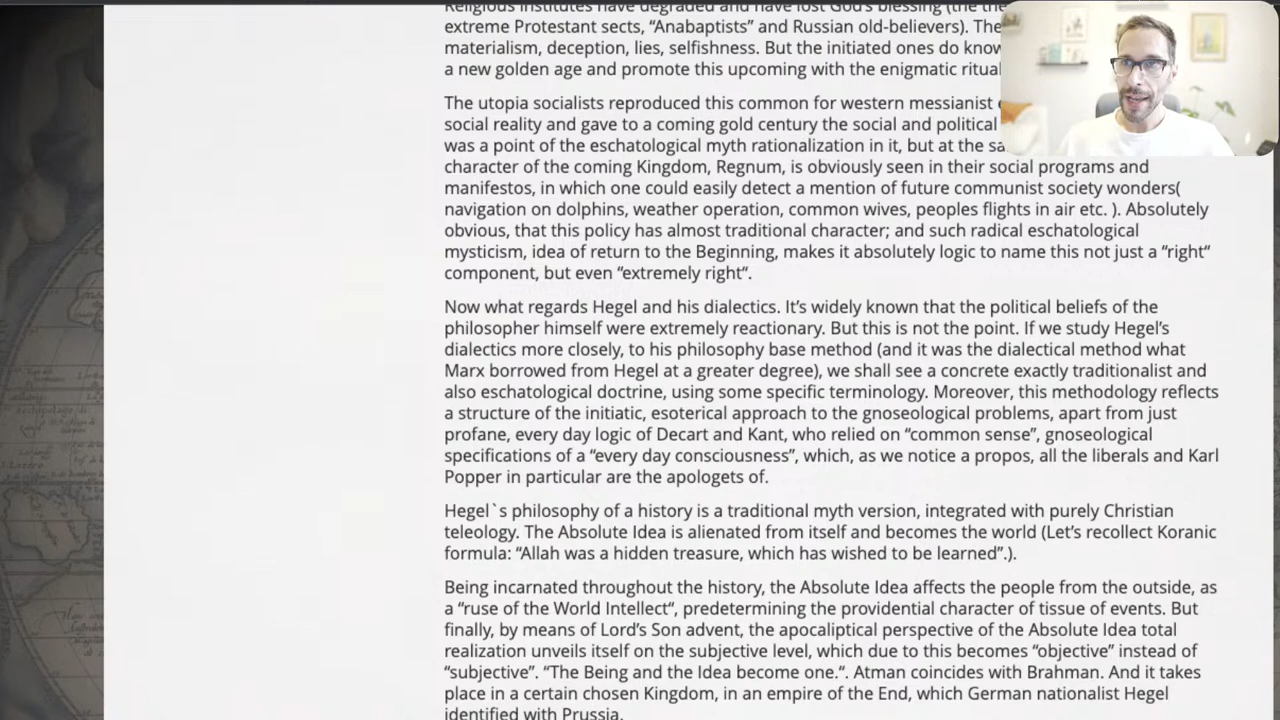 Religious institutes have degraded and have lost God's blessing (the the
extreme Protestant sects, “Anabaptists” and Russian old-believers). The
materialism, deception, lies, selfishness. But the initiated ones do know
a new golden age and promote this upcoming with the enigmatic ritual
The utopia socialists reproduced this common for western messianist
social reality and gave to a coming gold century the social and political
was a point of the eschatological myth rationalization in it, but at the sa
character of the coming Kingdom, Regnum, is obviously seen in their social programs and
manifestos, in which one could easily detect a mention of future communist society wonders(
navigation on dolphins, weather operation, common wives, peoples flights in air etc. ). Absolutely
obvious, that this policy has almost traditional character; and such radical eschatological
mysticism, idea of return to the Beginning, makes it absolutely logic to name this not just a “right“
component, but even “extremely right“.
Now what regards Hegel and his dialectics. It’s widely known that the political beliefs of the
philosopher himself were extremely reactionary. But this is not the point. If we study Hegel’s
dialectics more closely, to his philosophy base method (and it was the dialectical method what
Marx borrowed from Hegel at a greater degree), we shall see a concrete exactly traditionalist and
also eschatological doctrine, using some specific terminology. Moreover, this methodology reflects
a structure of the initiatic, esoterical approach to the gnoseological problems, apart from just
profane, every day logic of Decart and Kant, who relied on “common sense”, gnoseological
specifications of a “every day consciousness”, which, as we notice a propos, all the liberals and Karl
Popper in particular are the apologets of.
Hegel`s philosophy of a history is a traditional myth version, integrated with purely Christian
teleology. The Absolute Idea is alienated from itself and becomes the world (Let’s recollect Koranic
formula: “Allah was a hidden treasure, which has wished to be learned”.).
Being incarnated throughout the history, the Absolute Idea affects the people from the outside, as
a “ruse of the World Intellect“, predetermining the providential character of tissue of events. But
finally, by means of Lord’s Son advent, the apocaliptical perspective of the Absolute Idea total
realization unveils itself on the subjective level, which due to this becomes “objective” instead of
“subjective”. “The Being and the Idea become one.“. Atman coincides with Brahman. And it takes
place in a certain chosen Kingdom, in an empire of the End, which German nationalist Hegel
identified with Prussia.